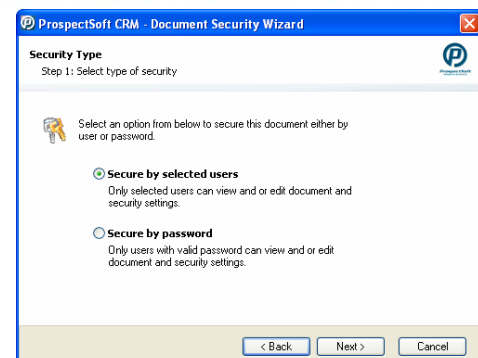 ProspectSoft CRM - Document Security Wizard
Security Type
Step 1: Select type of security
ProspectSoft
Select an option from below to secure this document either by
user or password.
Secure by selected users
Only selected users can view and or edit document and
security settings.
Secure by password
Only users with valid password can view and or edit
document and security settings.
< Back
Next >
Cancel